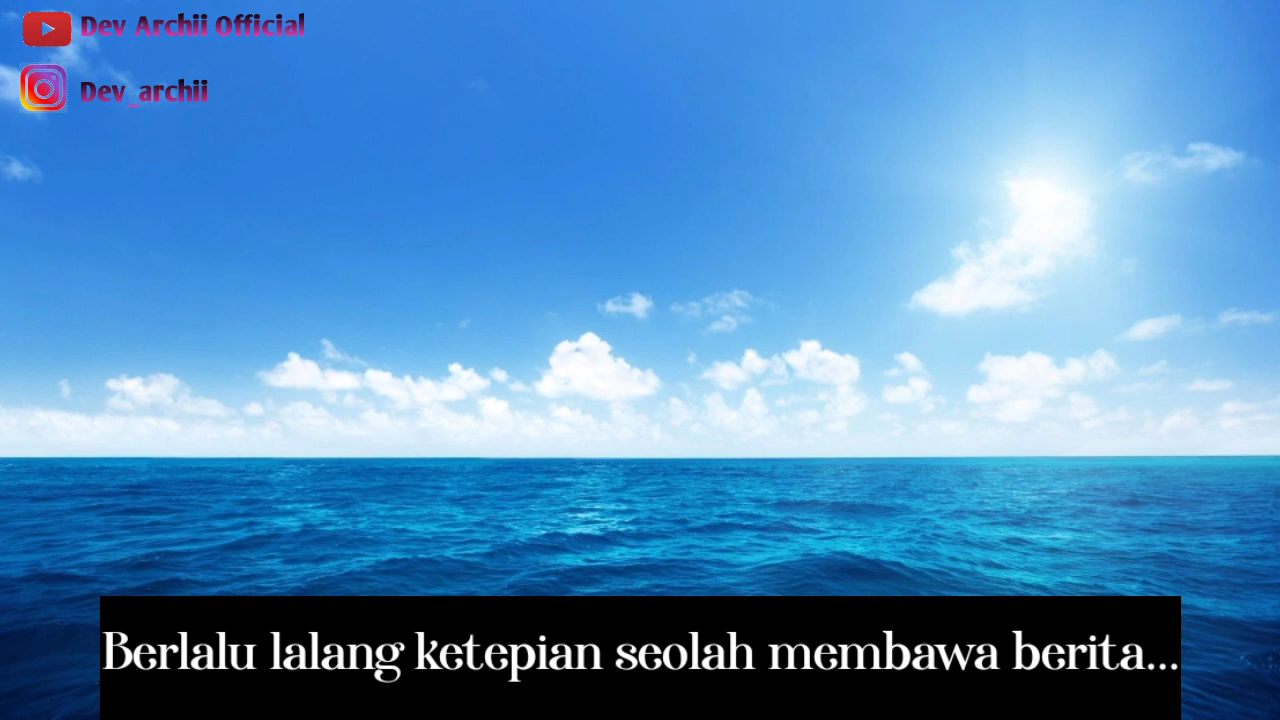 Dev Archii Official
Dev_archii
Berlalu lalang ketepian seolah membawa berita...